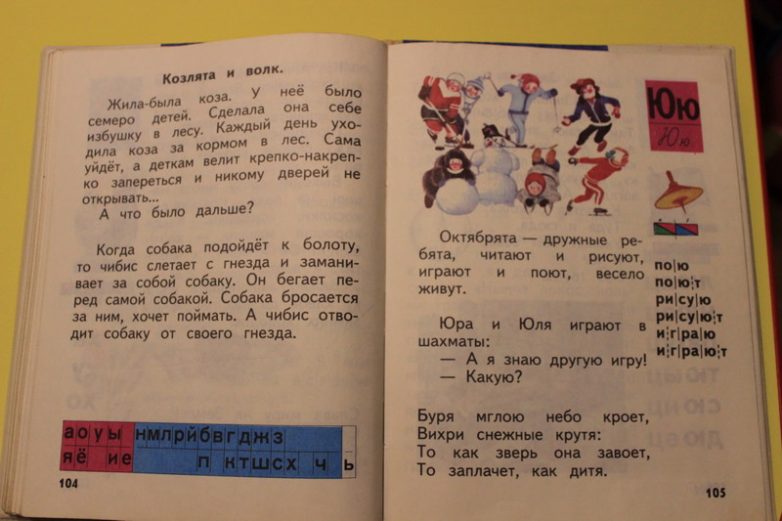 Козлята и волк.
Жила-была коза. У неё было
семеро детей. Сделала она себе
избушку в лесу. Каждый день ухо-
дила коза за кормом в лес. Сама
уйдёт, а деткам велит крепко-накреп-
ко запереться и никому дверей не
открывать...
А что было дальше?
Когда собака подойдёт к болоту,
то чибис слетает с гнезда и замани-
вает за собой собаку. Он бегает пе-
ред самой собакой. Собака бросается
за ним, хочет поймать. А чибис отво-
дит собаку от своего гнезда.
а о у ы н м л р й б в г д ж з
я ё и е п к т ш с х ч ь
104
Юю
Юю
Октябрята — дружные ре-
бята, читают и рисуют,
играют и поют, весело
живут.
по|ю
по|ю¦т
ри|су|ю
ри|су|ю¦т
и¦г|ра|ю
и¦г|ра|ю¦т
Юра и Юля играют в
шахматы:
— А я знаю другую игру!
— Какую?
Буря мглою небо кроет,
Вихри снежные крутя:
То как зверь она завоет,
То заплачет, как дитя.
105